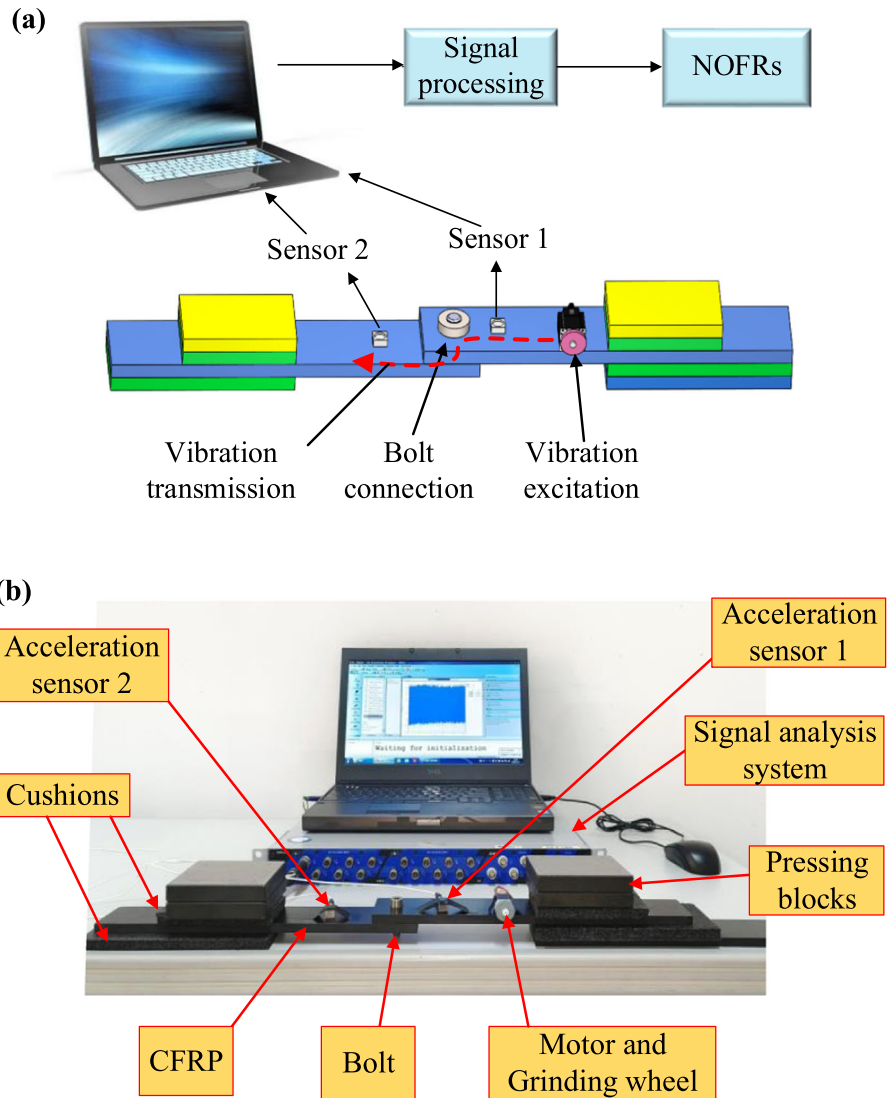 (a)
Signal
processing
NOFRs
Sensor 2
Sensor 1
Vibration
transmission
Bolt
connection
Vibration
excitation
(b)
Acceleration
sensor 2
Acceleration
sensor 1
Signal analysis
system
Waiting for initialization
Cushions
Pressing
blocks
CFRP
Bolt
Motor and
Grinding wheel